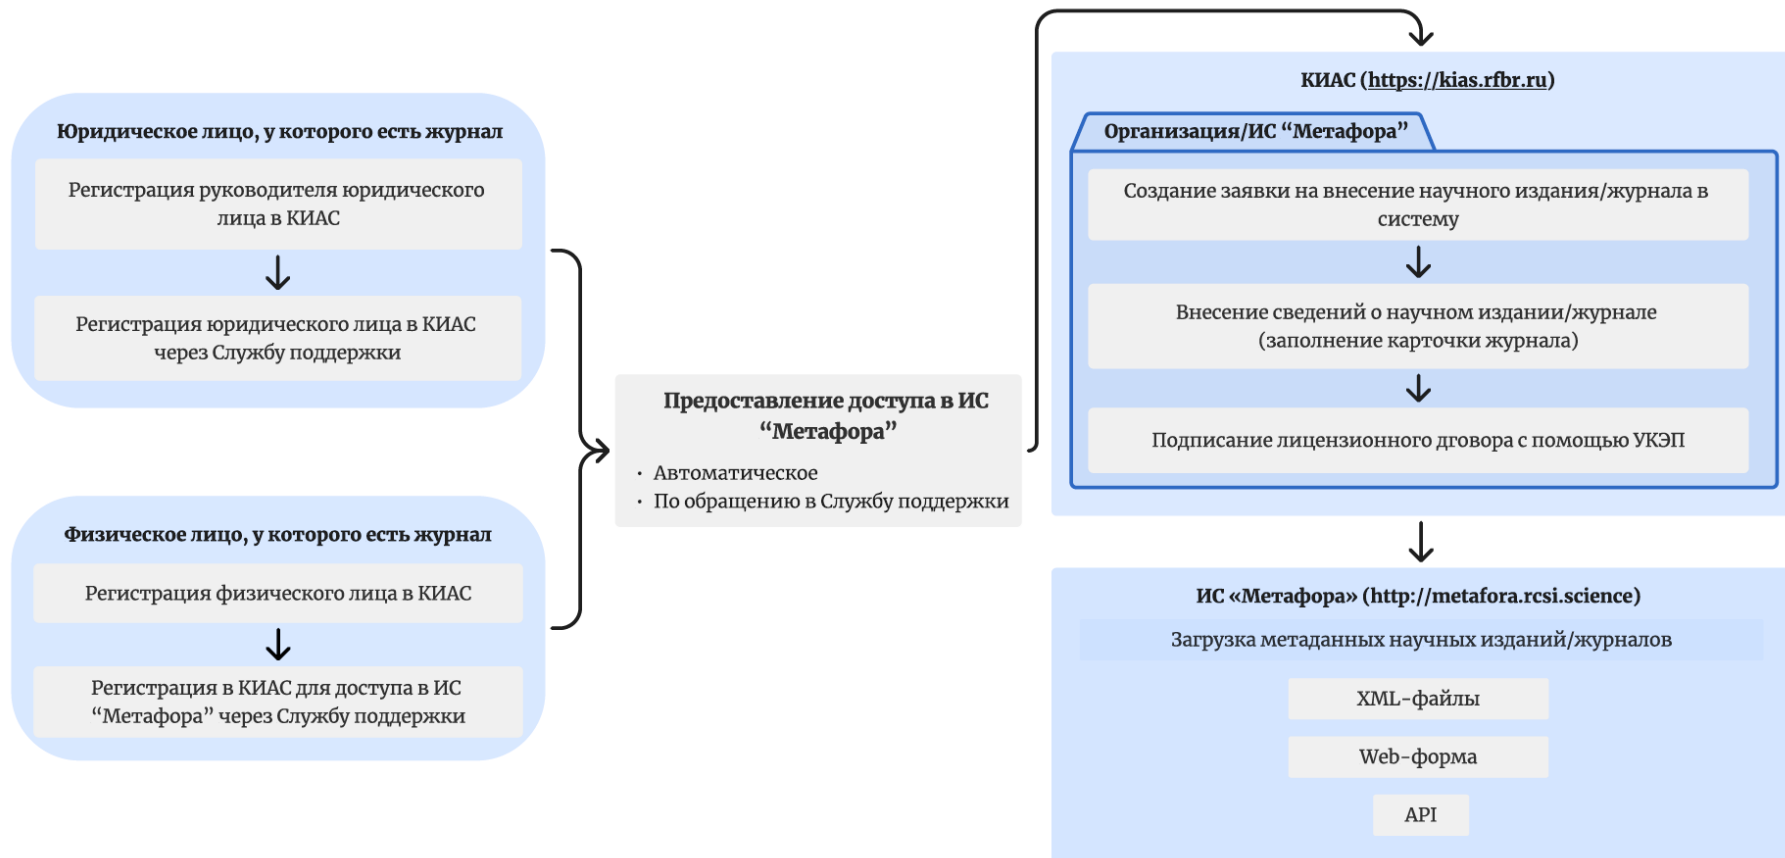 Юридическое лицо, у которого есть журнал
Регистрация руководителя юридического
лица в КИАС
Регистрация юридического лица в КИАС
через Службу поддержки
Физическое лицо, у которого есть журнал
Регистрация физического лица в КИАС
Регистрация в КИАС для доступа в ИС
“Метафора” через Службу поддержки
Предоставление доступа в ИС
“Метафора”
· Автоматическое
· По обращению в Службу поддержки
КИАС (https://kias.rfbr.ru)
Организация/ИС “Метафора”
Создание заявки на внесение научного издания/журнала в
систему
Внесение сведений о научном издании/журнале
(заполнение карточки журнала)
Подписание лицензионного дговора с помощью УКЭП
ИС «Метафора» (http://metafora.rcsi.science)
Загрузка метаданных научных изданий/журналов
XML-файлы
Web-форма
API